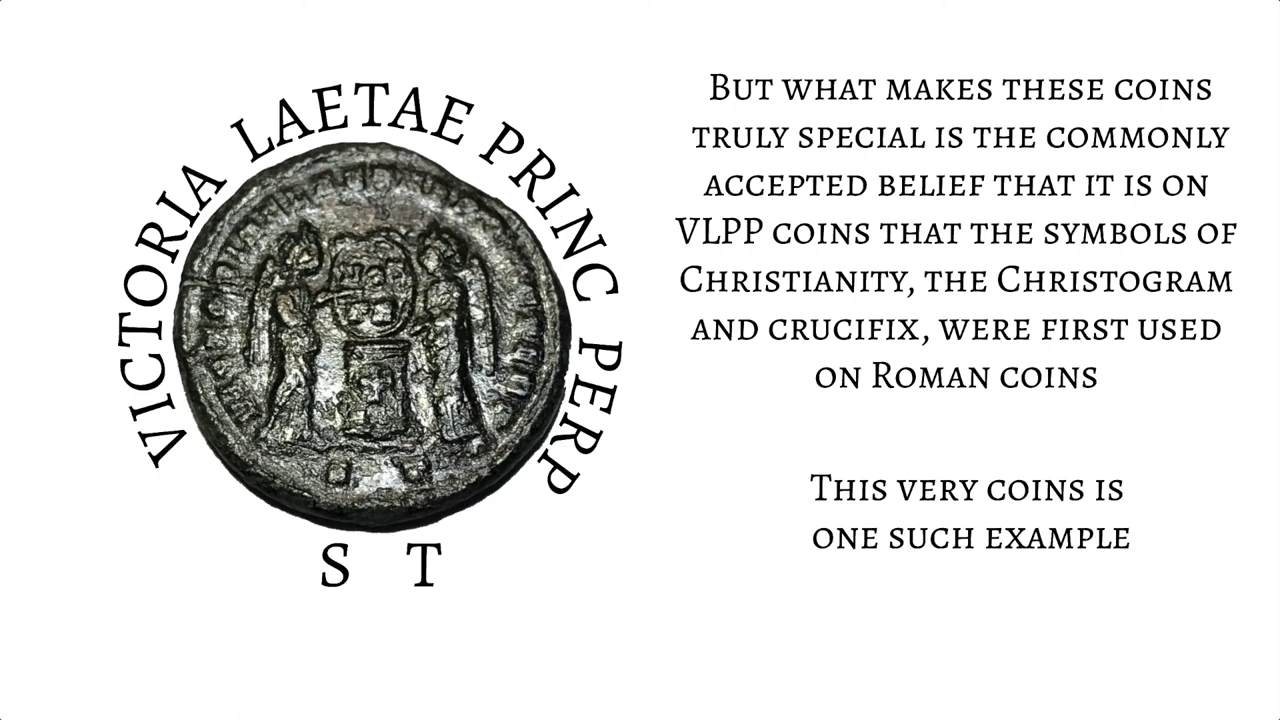 VICTORIA LAETAE PRINC PERP
S T
But what makes these coins
truly special is the commonly
accepted belief that it is on
VLPP coins that the symbols of
Christianity, the Christogram
and crucifix, were first used
on Roman coins
This very coins is
one such example